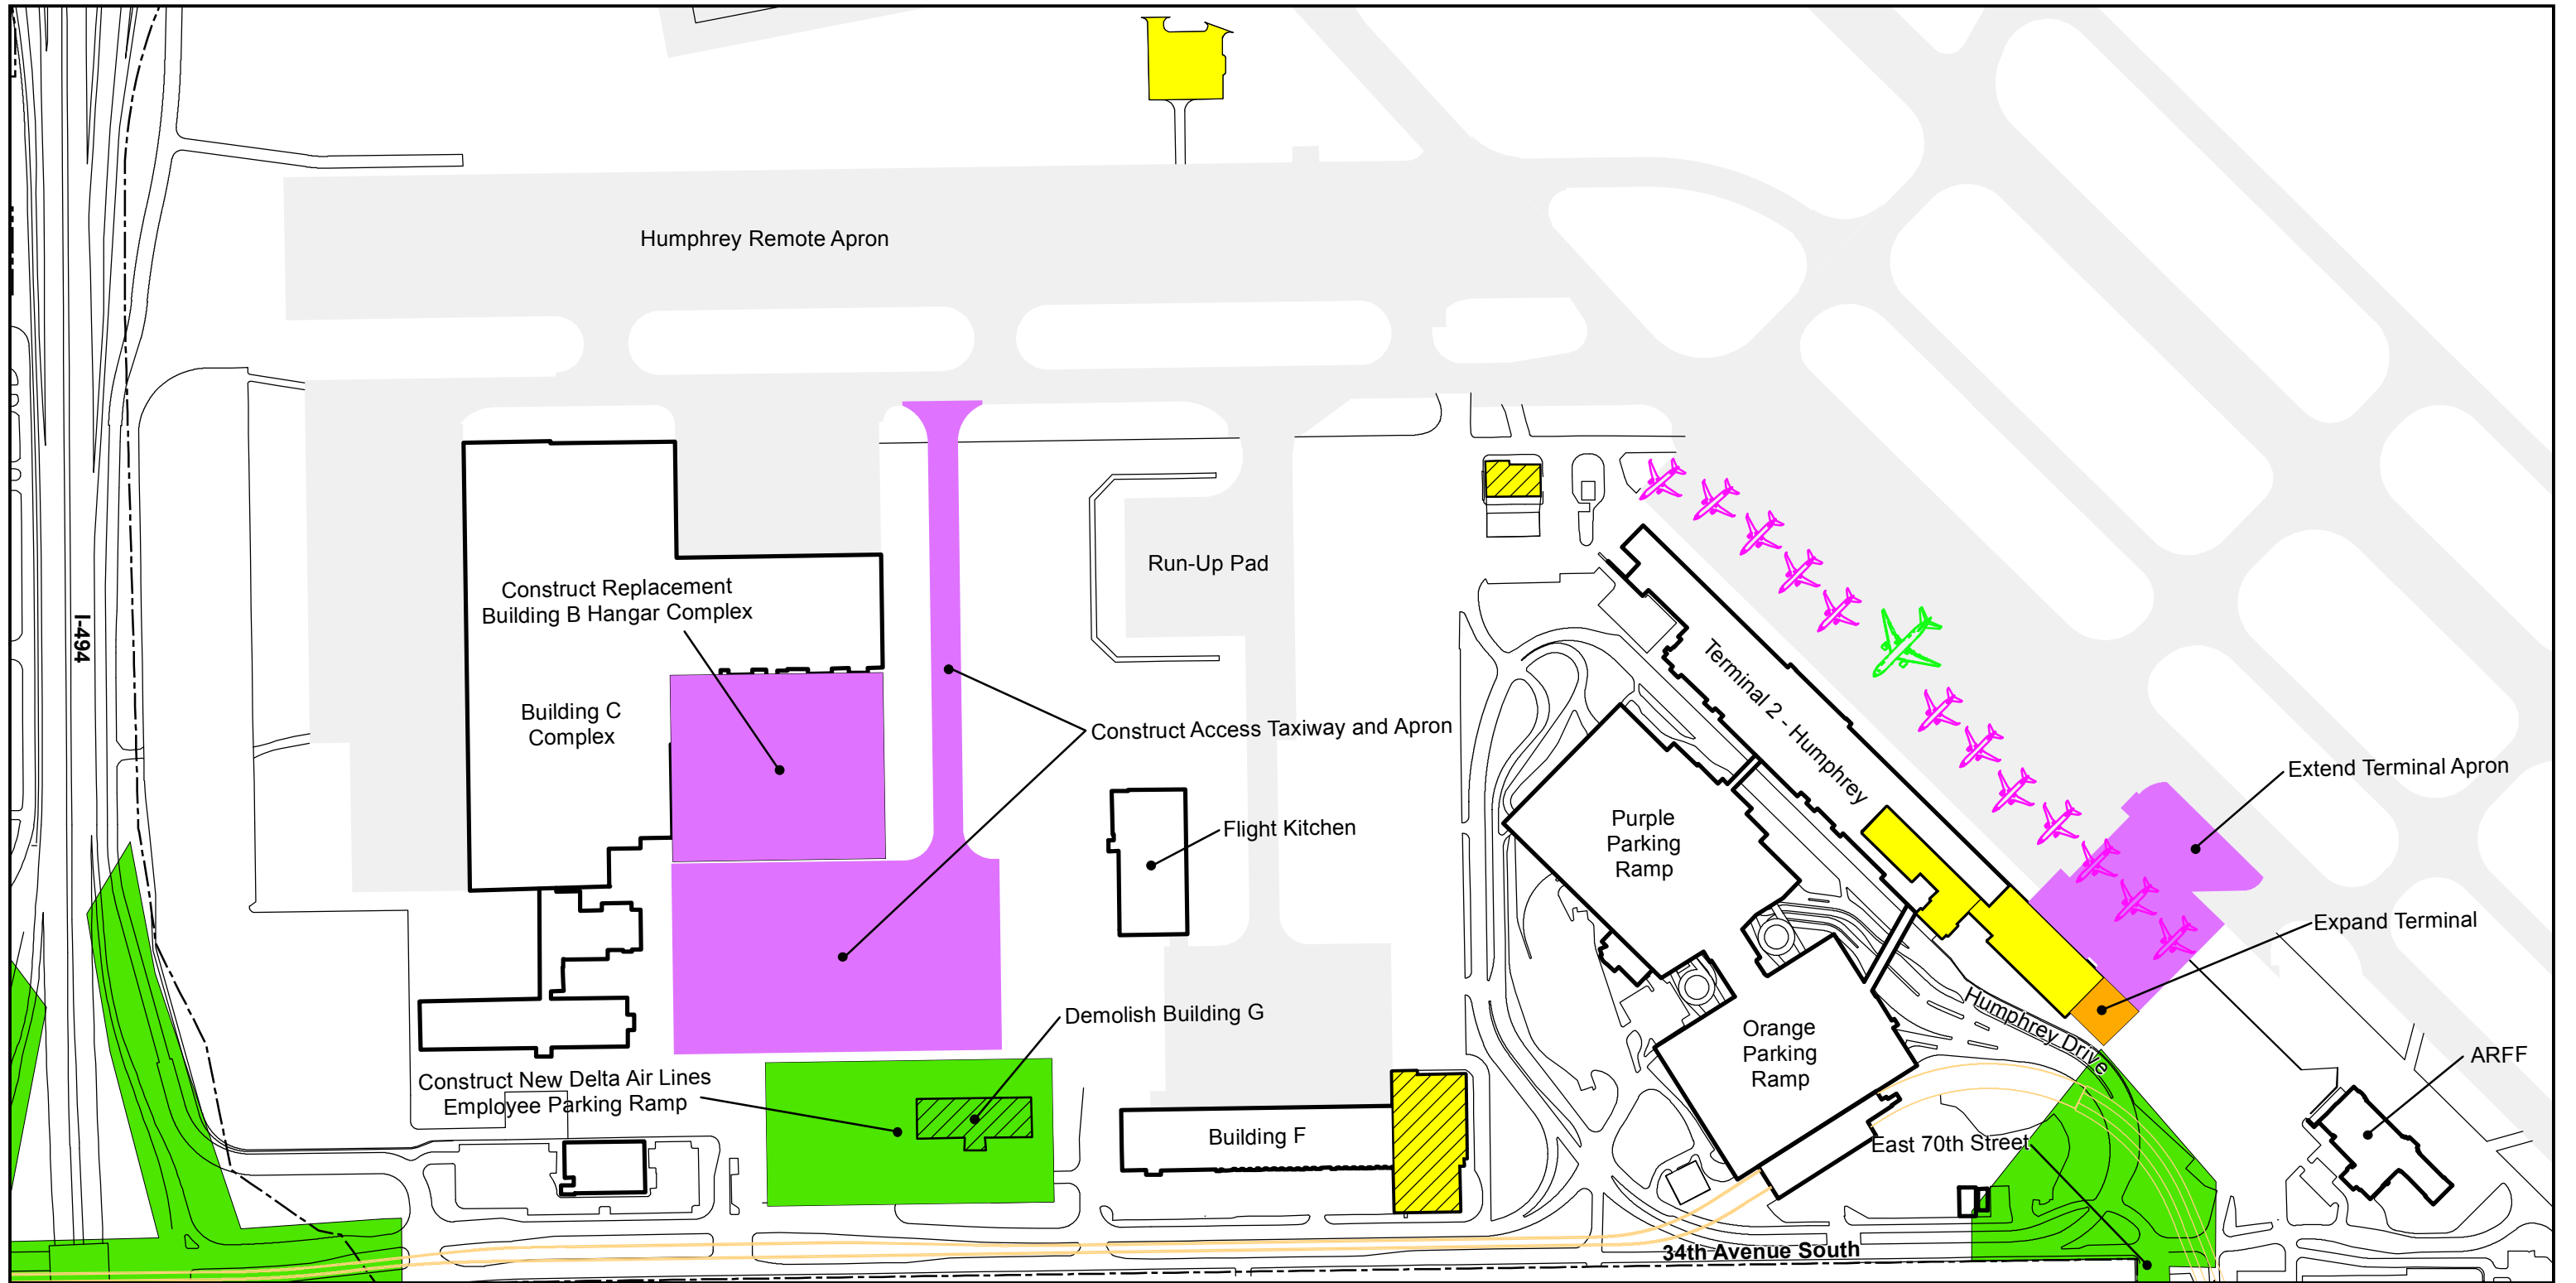 Humphrey Remote Apron
Run-Up Pad
Construct Replacement
Building B Hangar Complex
I-494
Building C
Complex
Construct Access Taxiway and Apron
Terminal 2 - Humphrey
Extend Terminal Apron
Flight Kitchen
Purple
Parking
Ramp
Expand Terminal
Demolish Building G
Humphrey Drive
Orange
Parking
Ramp
ARFF
Construct New Delta Air Lines
Employee Parking Ramp
Building F
East 70th Street
34th Avenue South